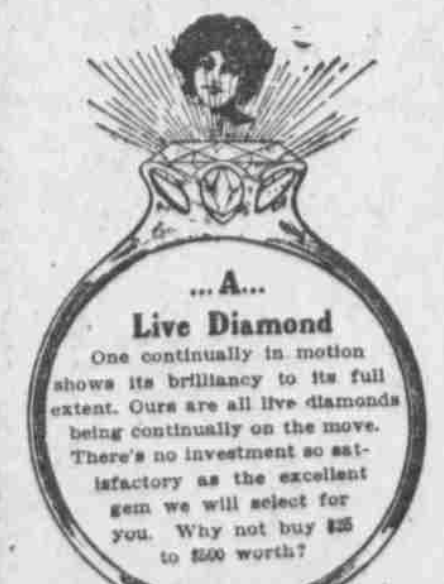 ...A...
Live Diamond
One continually in motion
shows its brilliancy to its full
extent. Ours are all live diamonds
being continually on the move.
There's no investment so sat-
isfactory as the excellent
gem we will select for
you. Why not buy $25
to $500 worth?